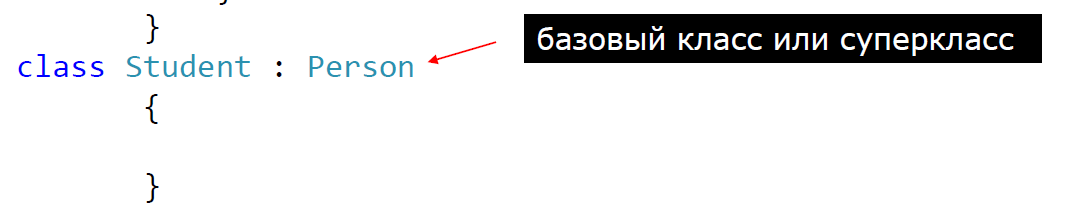 }
базовый класс или суперкласс
class Student : Person
{
}